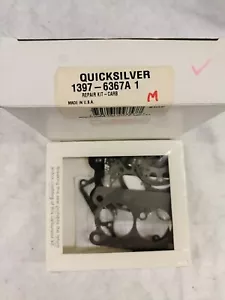 QUICKSILVER
1397-6367A 1
REPAIR KIT-CARB
MADE IN U.S.A.
M